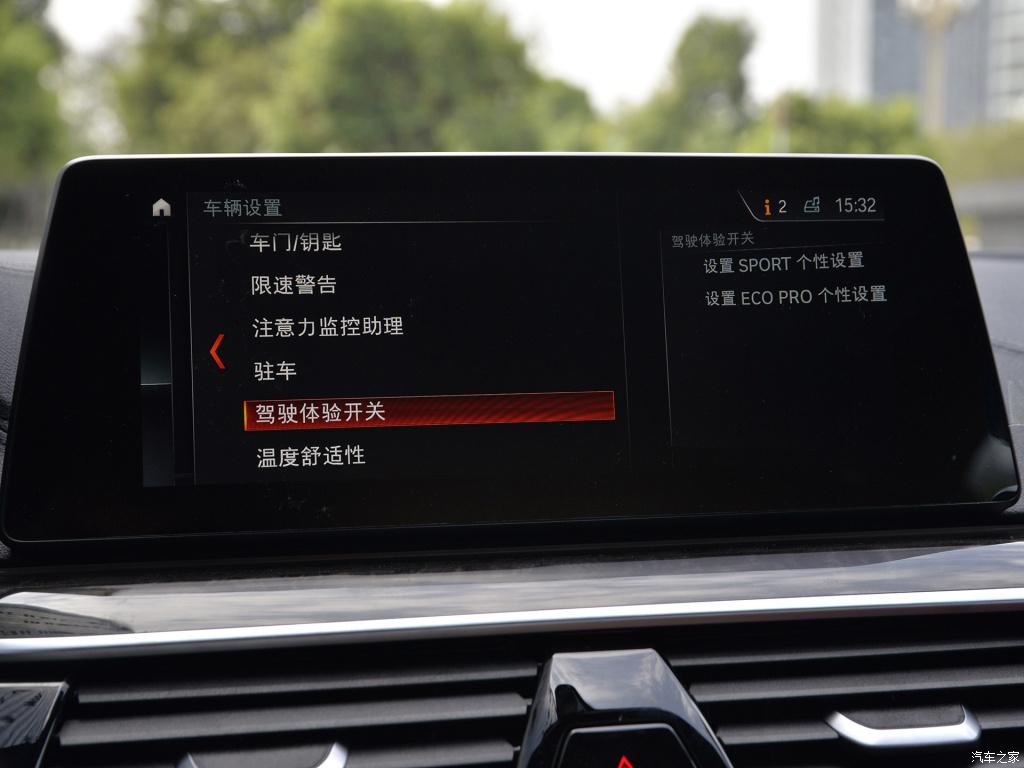 车辆设置
车门/钥匙
限速警告
注意力监控助理
驻车
驾驶体验开关
温度舒适性
i 2 15:32
驾驶体验开关
设置 SPORT 个性设置
设置 ECO PRO 个性设置
汽车之家